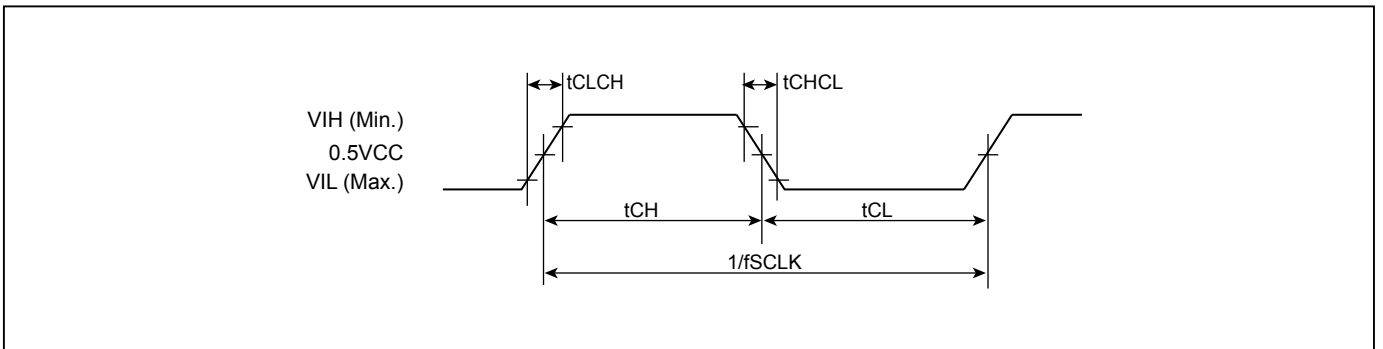 tCLCH
tCHCL
VIH (Min.)
0.5VCC
VIL (Max.)
tCH
tCL
1/fSCLK